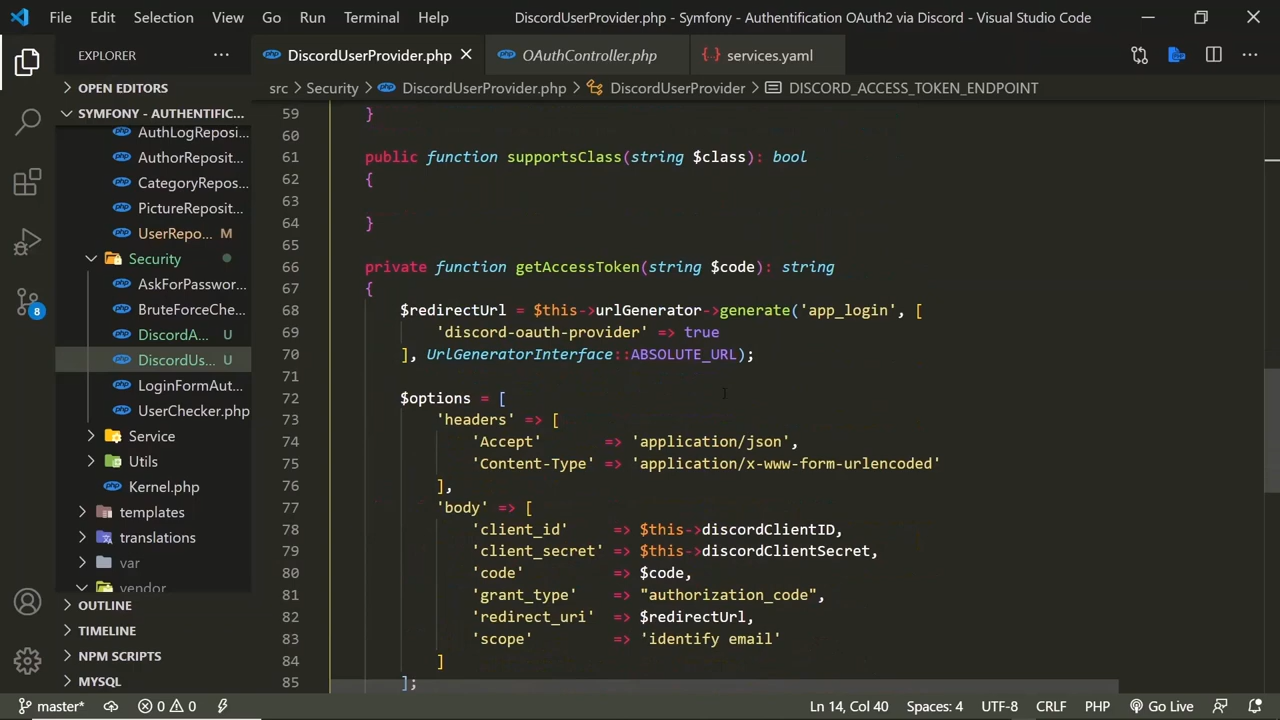 File Edit Selection View Go Run Terminal Help DiscordUserProvider.php - Symfony - Authentification OAuth2 via Discord - Visual Studio Code
EXPLORER
OPEN EDITORS
SYMFONY - AUTHENTIFIC...
AuthLogReposi...
AuthorReposit...
CategoryRepos...
PictureReposit...
UserRepo... M
Security
AskForPasswor...
BruteForceChe...
DiscordA... U
DiscordUs... U
LoginFormAut...
UserChecker.php
Service
Utils
Kernel.php
templates
translations
var
vendor
OUTLINE
TIMELINE
NPM SCRIPTS
MYSQL
8
DiscordUserProvider.php OAuthController.php {··} services.yaml
src > Security > DiscordUserProvider.php > DiscordUserProvider > DISCORD_ACCESS_TOKEN_ENDPOINT
59 }
60
61 public function supportsClass(string $class): bool
62 {
63
64 }
65
66 private function getAccessToken(string $code): string
67 {
68 $redirectUrl = $this->urlGenerator->generate('app_login', [
69 'discord-oauth-provider' => true
70 ], UrlGeneratorInterface::ABSOLUTE_URL);
71
72 $options = [
73 'headers' => [
74 'Accept' => 'application/json',
75 'Content-Type' => 'application/x-www-form-urlencoded'
76 ],
77 'body' => [
78 'client_id' => $this->discordClientID,
79 'client_secret' => $this->discordClientSecret,
80 'code' => $code,
81 'grant_type' => "authorization_code",
82 'redirect_uri' => $redirectUrl,
83 'scope' => 'identify email'
84 ]
85 ];
master* 0 0 Ln 14, Col 40 Spaces: 4 UTF-8 CRLF PHP Go Live